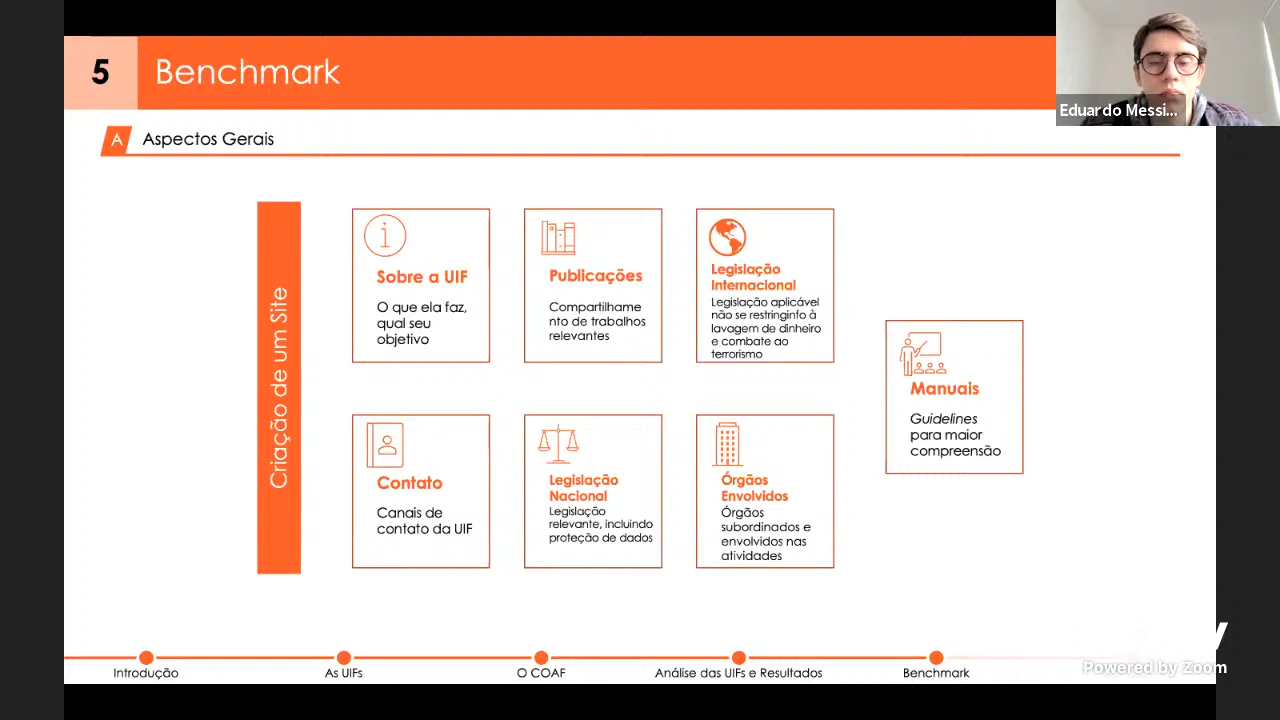 5
Benchmark
Eduardo Messi...
A
Aspectos Gerais
Criação de um Site
Sobre a UIF
O que ela faz,
qual seu
objetivo
Publicações
Compartilhame
nto de trabalhos
relevantes
Legislação
Internacional
Legislação aplicável
não se restringinfo à
lavagem de dinheiro
e combate ao
terrorismo
Manuais
Guidelines
para maior
compreensão
Contato
Canais de
contato da UIF
Legislação
Nacional
Legislação
relevante, incluindo
proteção de dados
Órgãos
Envolvidos
Órgãos
subordinados e
envolvidos nas
atividades
Powered by Zoom
Introdução
As UIFs
O COAF
Análise das UIFs e Resultados
Benchmark